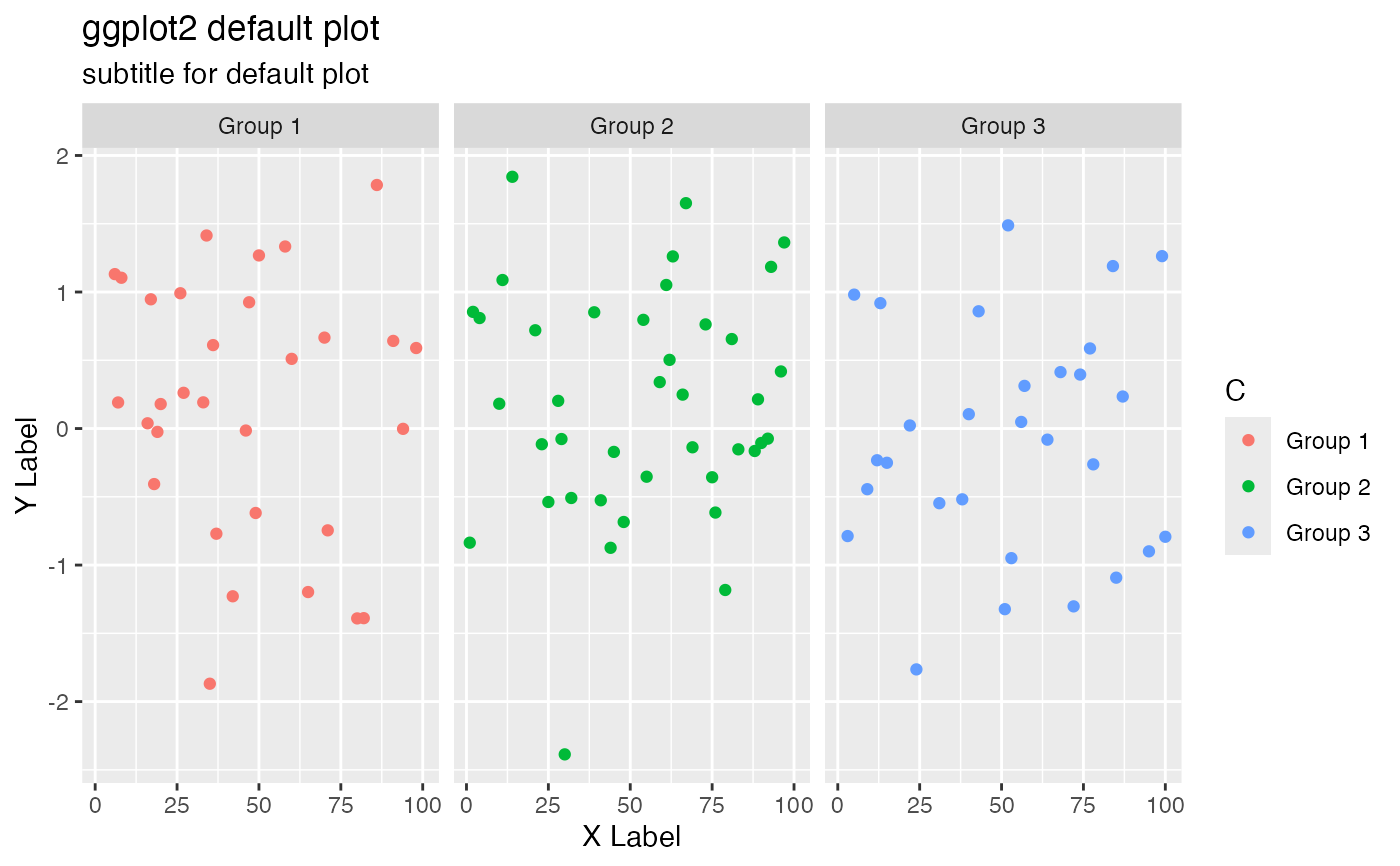 ggplot2 default plot
subtitle for default plot
Group 1 Group 2 Group 3
2
1
0
-1
-2
Y Label
0 25 50 75 100 0 25 50 75 100 0 25 50 75 100
X Label
C
Group 1
Group 2
Group 3